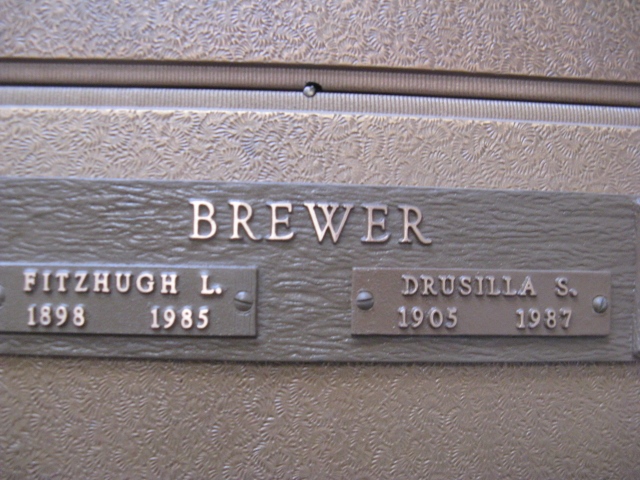 BREWER
FITZHUGH L.
1898 1985
DRUSILLA S.
1905 1987